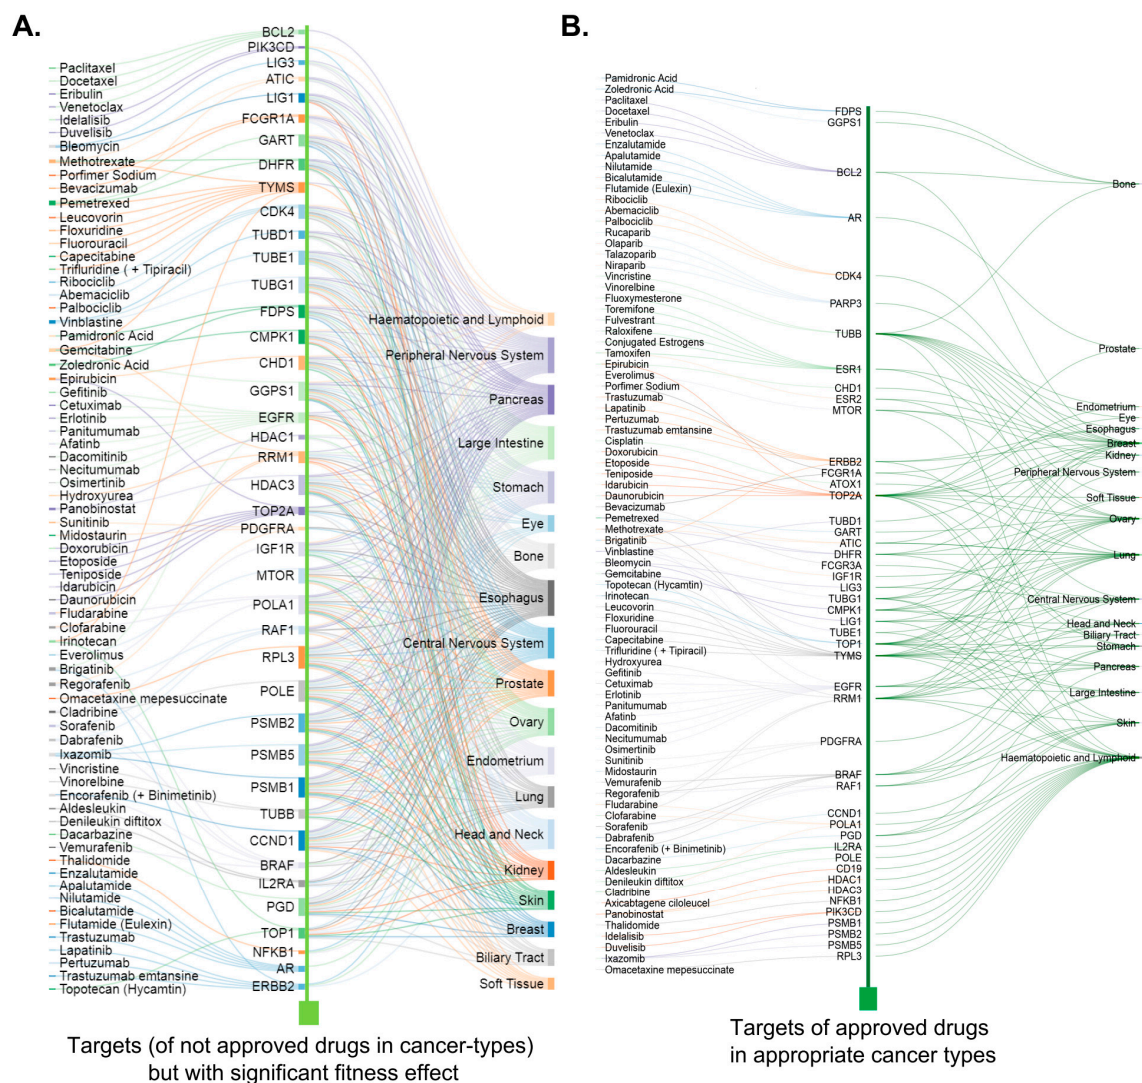 A.
Paclitaxel
Docetaxel
Eribulin
Venetoclax
Idelalisib
Duvelisib
Bleomycin
Methotrexate
Porfimer Sodium
Bevacizumab
Pemetrexed
Leucovorin
Floxuridine
Fluorouracil
Capecitabine
Trifluridine ( + Tipiracil)
Ribociclib
Abemaciclib
Palbociclib
Vinblastine
Pamidronic Acid
Gemcitabine
Zoledronic Acid
Epirubicin
Gefitinib
Cetuximab
Erlotinib
Panitumumab
Afatinib
Dacomitinib
Necitumumab
Osimertinib
Hydroxyurea
Panobinostat
Sunitinib
Midostaurin
Doxorubicin
Etoposide
Teniposide
Idarubicin
Daunorubicin
Fludarabine
Clofarabine
Irinotecan
Everolimus
Brigatinib
Regorafenib
Omacetaxine mepesuccinate
Cladribine
Sorafenib
Dabrafenib
Ixazomib
Vincristine
Vinorelbine
Encorafenib (+ Binimetinib)
Aldesleukin
Denileukin diftitox
Dacarbazine
Vemurafenib
Thalidomide
Enzalutamide
Apalutamide
Nilutamide
Bicalutamide
Flutamide (Eulexin)
Trastuzumab
Lapatinib
Pertuzumab
Trastuzumab emtansine
Topotecan (Hycamtin)
BCL2
PIK3CD
LIG3
ATIC
LIG1
FCGR1A
GART
DHFR
TYMS
CDK4
TUBD1
TUBE1
TUBG1
FDPS
CMPK1
CHD1
GGPS1
EGFR
HDAC1
RRM1
HDAC3
TOP2A
PDGFRA
IGF1R
MTOR
POLA1
RAF1
RPL3
POLE
PSMB2
PSMB5
PSMB1
TUBB
CCND1
BRAF
IL2RA
PGD
TOP1
NFKB1
AR
ERBB2
Haematopoietic and Lymphoid
Peripheral Nervous System
Pancreas
Large Intestine
Stomach
Eye
Bone
Esophagus
Central Nervous System
Prostate
Ovary
Endometrium
Lung
Head and Neck
Kidney
Skin
Breast
Biliary Tract
Soft Tissue
Targets (of not approved drugs in cancer-types)
but with significant fitness effect
B.
Pamidronic Acid
Zoledronic Acid
Paclitaxel
Docetaxel
Eribulin
Venetoclax
Enzalutamide
Apalutamide
Nilutamide
Bicalutamide
Flutamide (Eulexin)
Ribociclib
Abemaciclib
Palbociclib
Rucaparib
Olaparib
Talazoparib
Niraparib
Vincristine
Vinorelbine
Fluoxymesterone
Toremifene
Fulvestrant
Raloxifene
Conjugated Estrogens
Tamoxifen
Epirubicin
Everolimus
Porfimer Sodium
Trastuzumab
Lapatinib
Pertuzumab
Trastuzumab emtansine
Cisplatin
Doxorubicin
Etoposide
Teniposide
Idarubicin
Daunorubicin
Bevacizumab
Pemetrexed
Methotrexate
Brigatinib
Vinblastine
Bleomycin
Gemcitabine
Topotecan (Hycamtin)
Irinotecan
Leucovorin
Floxuridine
Fluorouracil
Capecitabine
Trifluridine ( + Tipiracil)
Hydroxyurea
Gefitinib
Cetuximab
Erlotinib
Panitumumab
Afatinib
Dacomitinib
Necitumumab
Osimertinib
Sunitinib
Midostaurin
Vemurafenib
Regorafenib
Fludarabine
Clofarabine
Sorafenib
Dabrafenib
Encorafenib (+ Binimetinib)
Dacarbazine
Aldesleukin
Denileukin diftitox
Cladribine
Axicabtagene ciloleucel
Panobinostat
Thalidomide
Idelalisib
Duvelisib
Ixazomib
Omacetaxine mepesuccinate
FDPS
GGPS1
BCL2
AR
CDK4
PARP3
TUBB
ESR1
CHD1
ESR2
MTOR
ERBB2
FCGR1A
ATOX1
TOP2A
TUBD1
GART
ATIC
DHFR
FCGR3A
IGF1R
LIG3
TUBG1
CMPK1
LIG1
TUBE1
TOP1
TYMS
EGFR
RRM1
PDGFRA
BRAF
RAF1
CCND1
POLA1
PGD
IL2RA
POLE
CD19
HDAC1
HDAC3
NFKB1
PIK3CD
PSMB1
PSMB2
PSMB5
RPL3
Bone
Prostate
Endometrium
Eye
Esophagus
Breast
Kidney
Peripheral Nervous System
Soft Tissue
Ovary
Lung
Central Nervous System
Head and Neck
Biliary Tract
Stomach
Pancreas
Large Intestine
Skin
Haematopoietic and Lymphoid
Targets of approved drugs
in appropriate cancer types